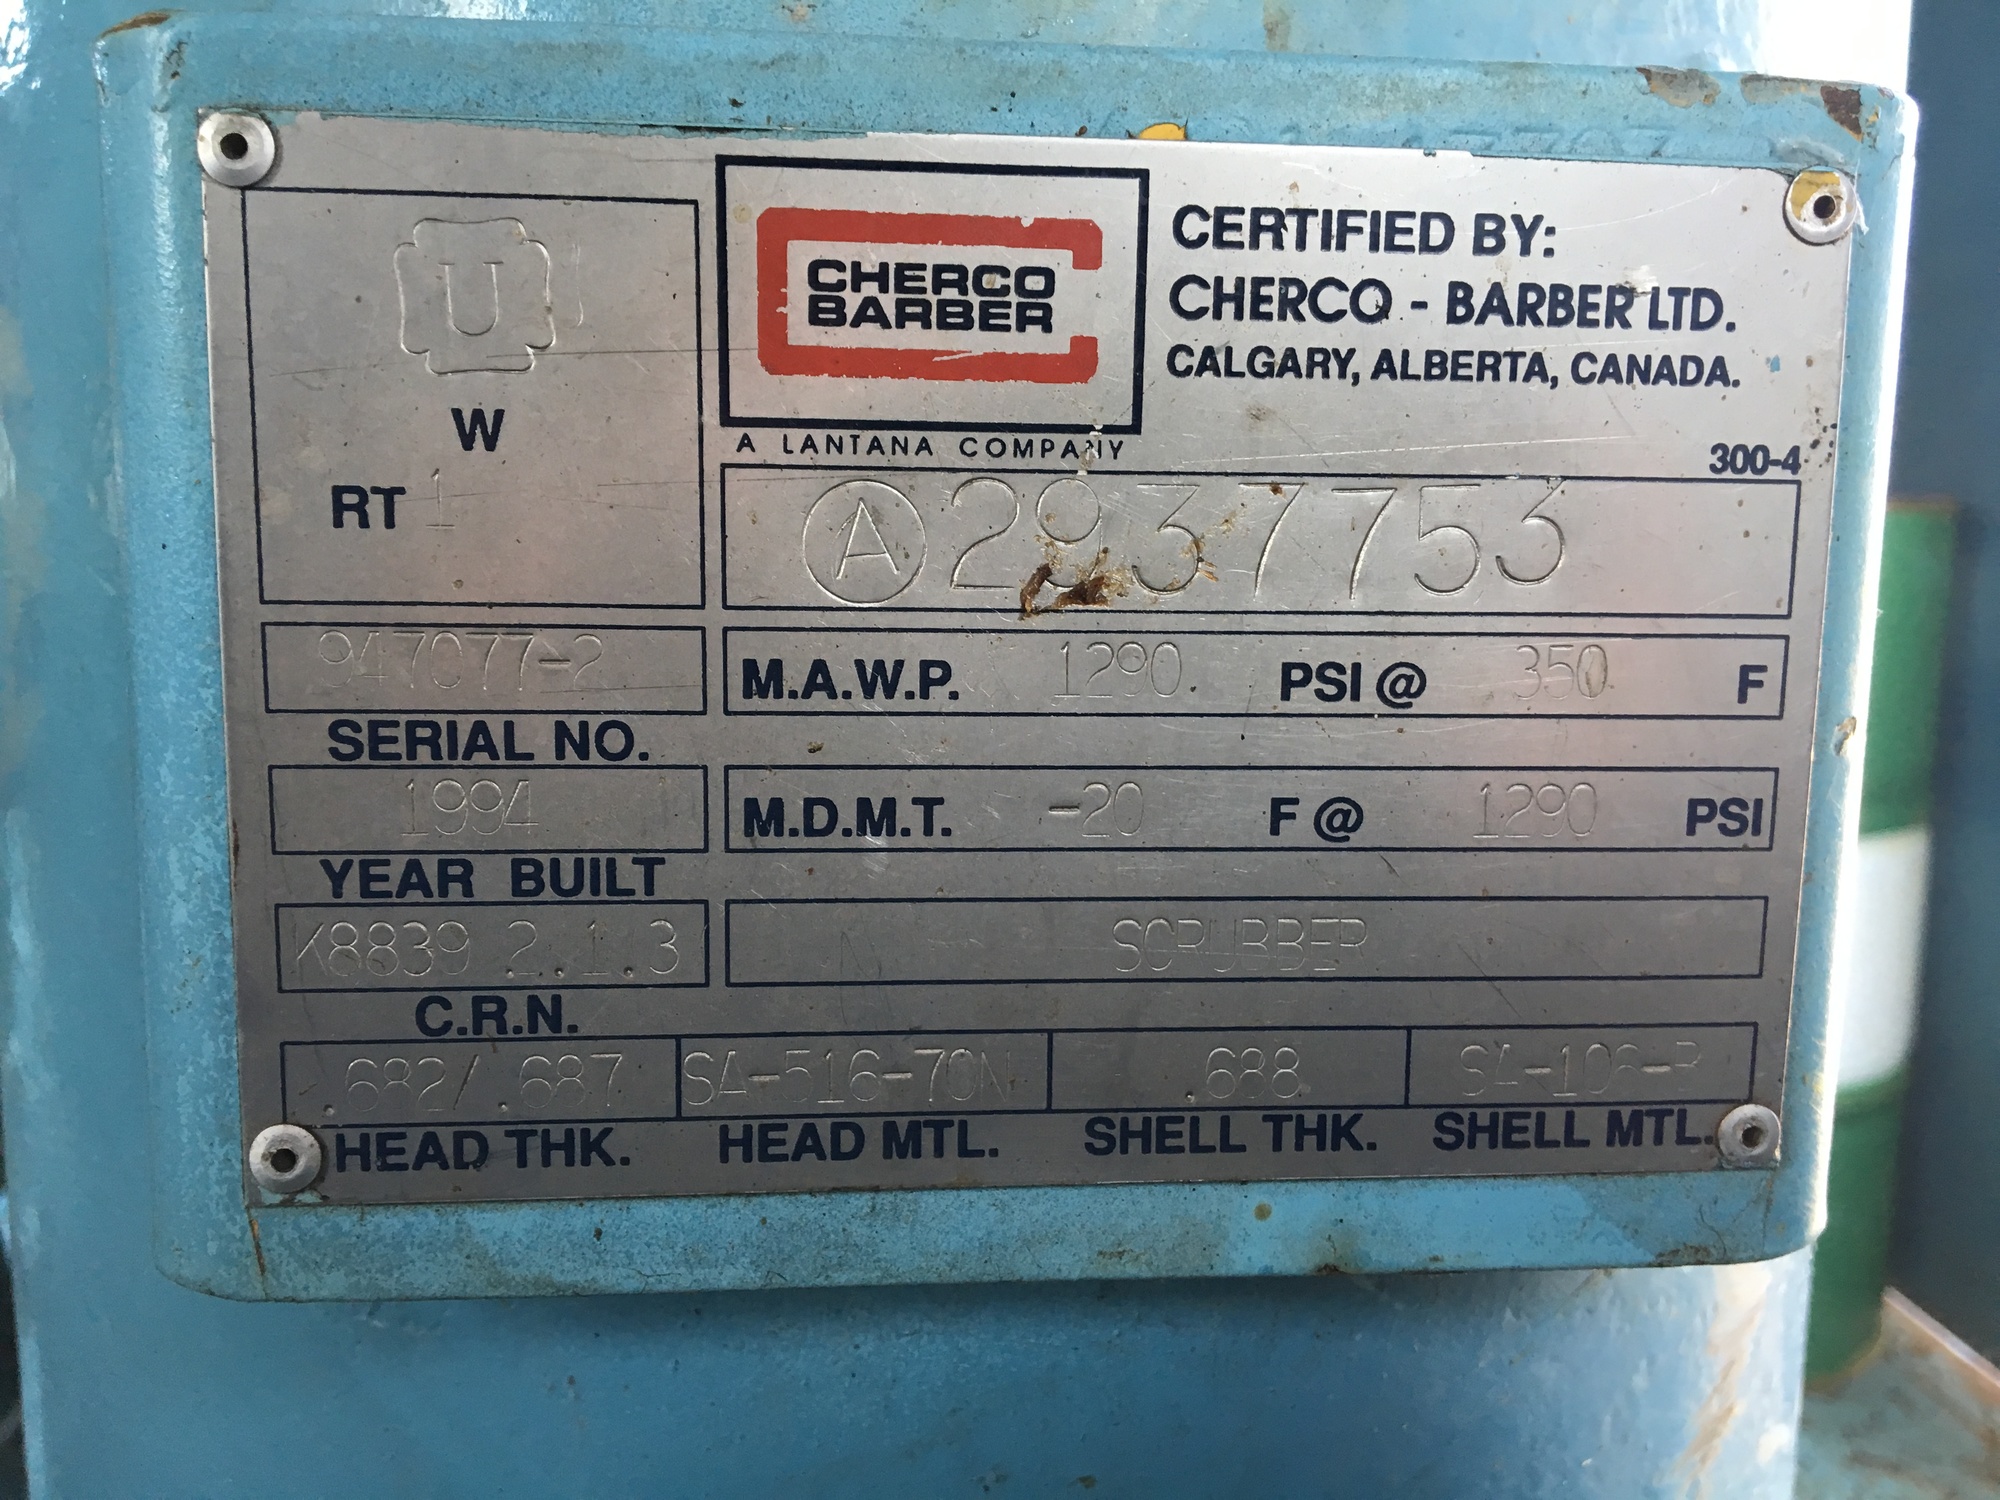 U
W
RT 1
CHERCO
BARBER
A LANTANA COMPANY
CERTIFIED BY:
CHERCO - BARBER LTD.
CALGARY, ALBERTA, CANADA.
300-4
A 2937753
947077-2
SERIAL NO.
M.A.W.P. 1290 PSI @ 350 F
1994
YEAR BUILT
M.D.M.T. -20 F @ 1290 PSI
K8839 2.1.3
C.R.N.
SCRUBBER
.682/.687
HEAD THK.
SA-516-70N
HEAD MTL.
.688
SHELL THK.
SA-106-B
SHELL MTL.